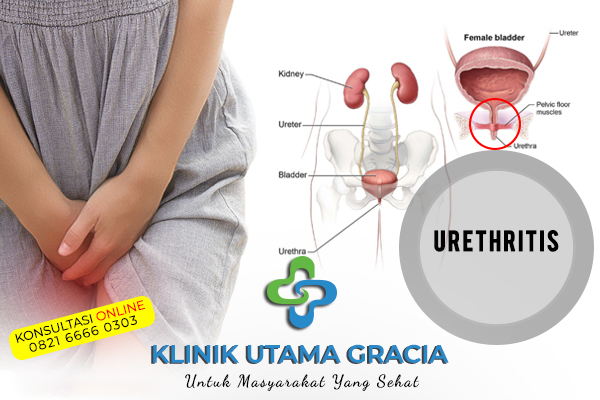 Female bladder
Ureter
Kidney
Pelvic floor
muscles
Ureter
Urethra
Bladder
Urethra
URETHRITIS
KONSULTASI ONLINE
0821 6666 0303
KLINIK UTAMA GRACIA
Untuk Masyarakat Yang Sehat